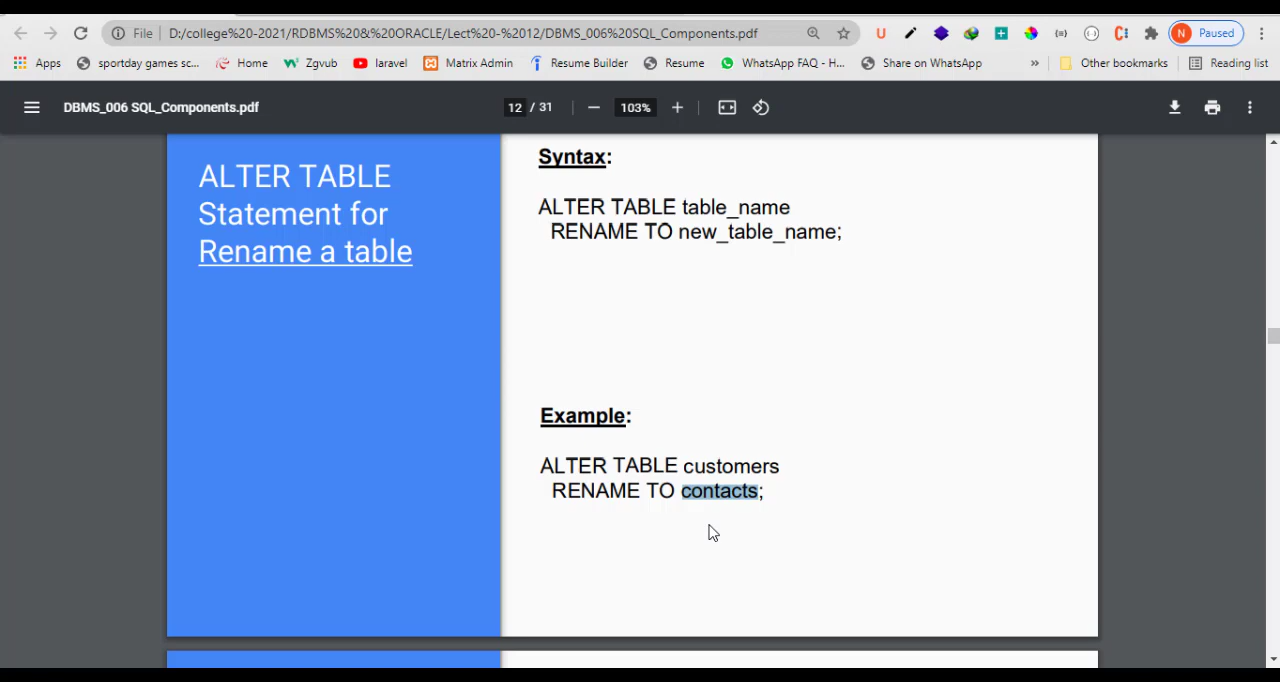 File
D:/college%20-2021/RDBMS%20&%20ORACLE/Lect%20-%2012/DBMS_006%20SQL_Components.pdf
U
N Paused
Apps
sportday games sc...
Home
Zgvub
laravel
Matrix Admin
Resume Builder
Resume
WhatsApp FAQ - H...
Share on WhatsApp
»
Other bookmarks
Reading list
DBMS_006 SQL_Components.pdf
12 / 31
103%
ALTER TABLE
Statement for
Rename a table
Syntax:
ALTER TABLE table_name
RENAME TO new_table_name;
Example:
ALTER TABLE customers
RENAME TO contacts;